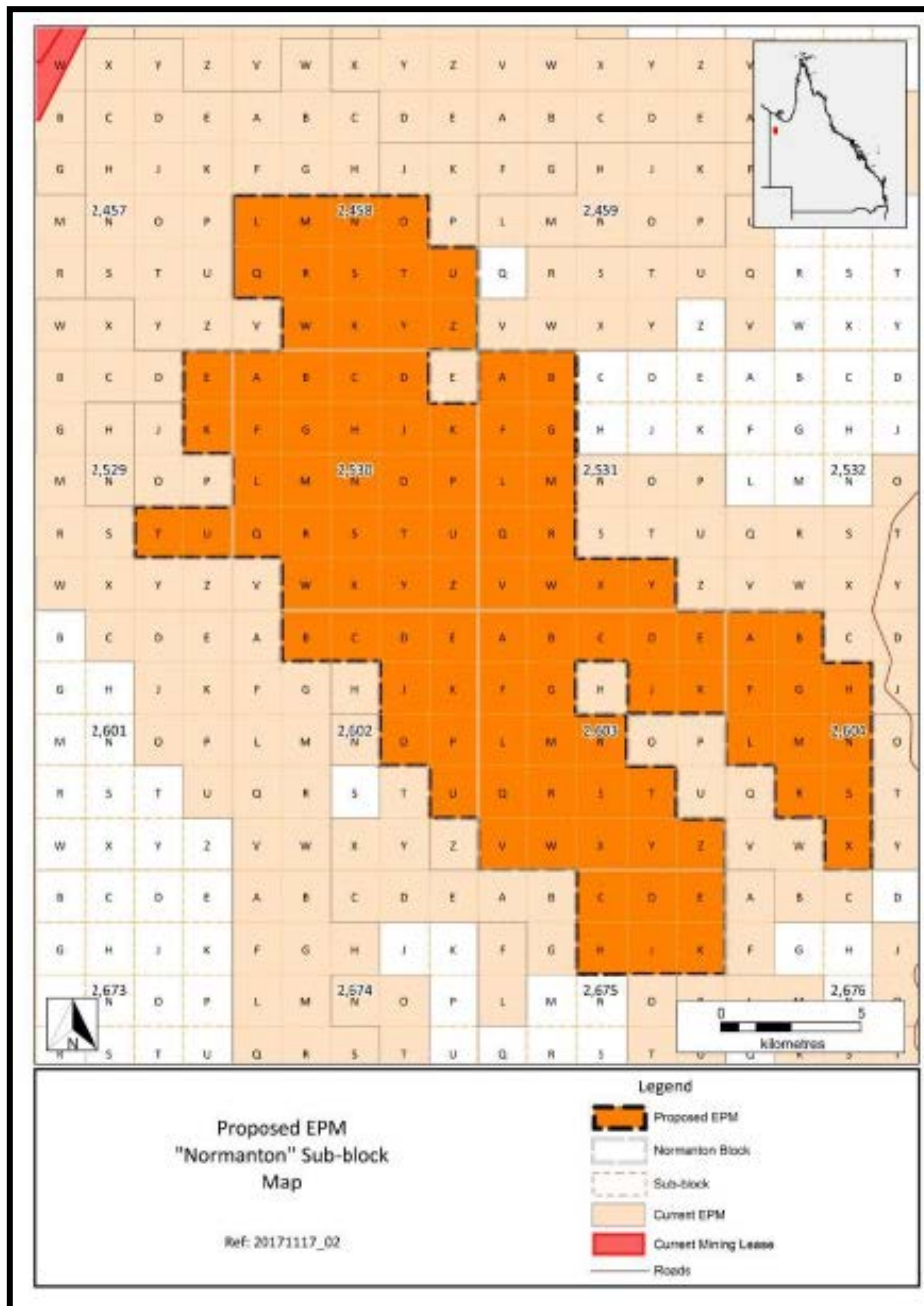 W X Y Z V W X Y Z V W X Y Z V
B C D E A B C D E A B C D E A
G H J K F G H J K F G H J K F
2,457 2,458 2,459
M N O P L M N O P L M N O P L
R S T U Q R S T U Q R S T U Q R S T
W X Y Z V W X Y Z V W X Y Z V W X Y
B C D E A B C D E A B C D E A B C D
G H J K F G H J K F G H J K F G H J
2,529 2,530 2,531 2,532
M N O P L M N O P L M N O P L M N O
R S T U Q R S T U Q R S T U Q R S T
W X Y Z V W X Y Z V W X Y Z V W X Y
B C D E A B C D E A B C D E A B C D
G H J K F G H J K F G H J K F G H J
2,601 2,602 2,603 2,604
M N O P L M N O P L M N O P L M N O
R S T U Q R S T U Q R S T U Q R S T
W X Y Z V W X Y Z V W X Y Z V W X Y
B C D E A B C D E A B C D E A B C D
G H J K F G H J K F G H J K F G H J
2,673 2,674 2,675 2,676
N O P L M N O P L M N O
R S T U Q R S T U Q R S T U Q R S T
N
0 5
kilometres
Proposed EPM
"Normanton" Sub-block
Map
Ref: 20171117_02
Legend
Proposed EPM
Normanton Block
Sub-block
Current EPM
Current Mining Lease
Roads